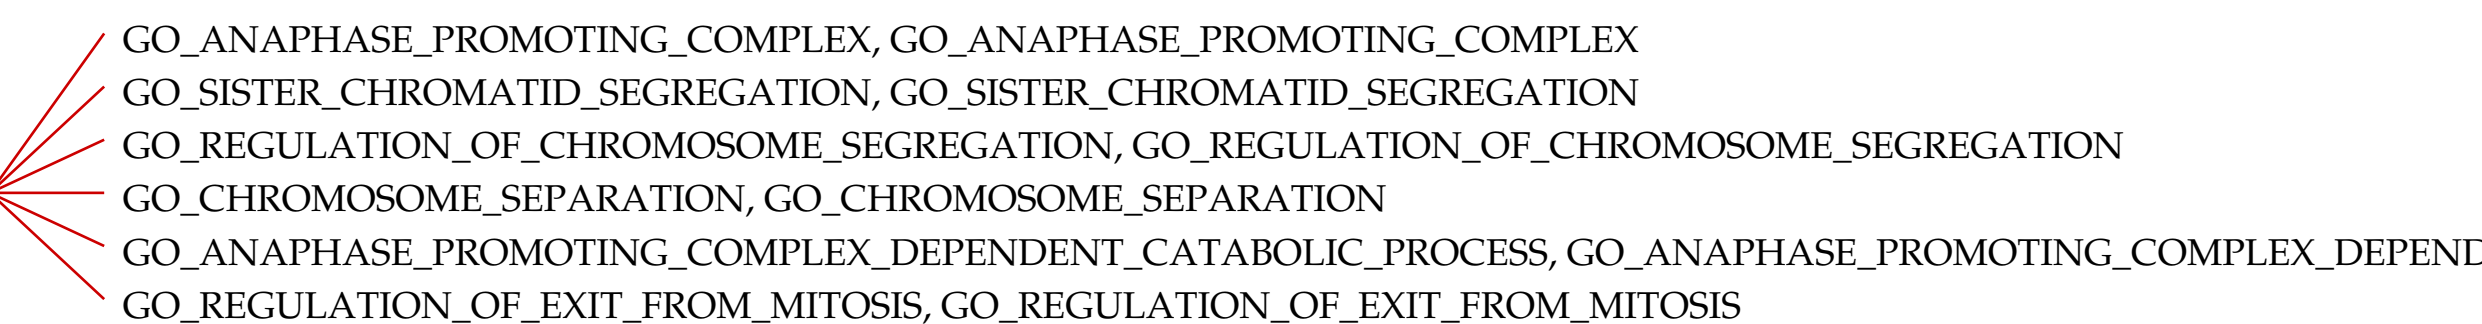 GO_ANAPHASE_PROMOTING_COMPLEX, GO_ANAPHASE_PROMOTING_COMPLEX
GO_SISTER_CHROMATID_SEGREGATION, GO_SISTER_CHROMATID_SEGREGATION
GO_REGULATION_OF_CHROMOSOME_SEGREGATION, GO_REGULATION_OF_CHROMOSOME_SEGREGATION
GO_CHROMOSOME_SEPARATION, GO_CHROMOSOME_SEPARATION
GO_ANAPHASE_PROMOTING_COMPLEX_DEPENDENT_CATABOLIC_PROCESS, GO_ANAPHASE_PROMOTING_COMPLEX_DEPEND
GO_REGULATION_OF_EXIT_FROM_MITOSIS, GO_REGULATION_OF_EXIT_FROM_MITOSIS